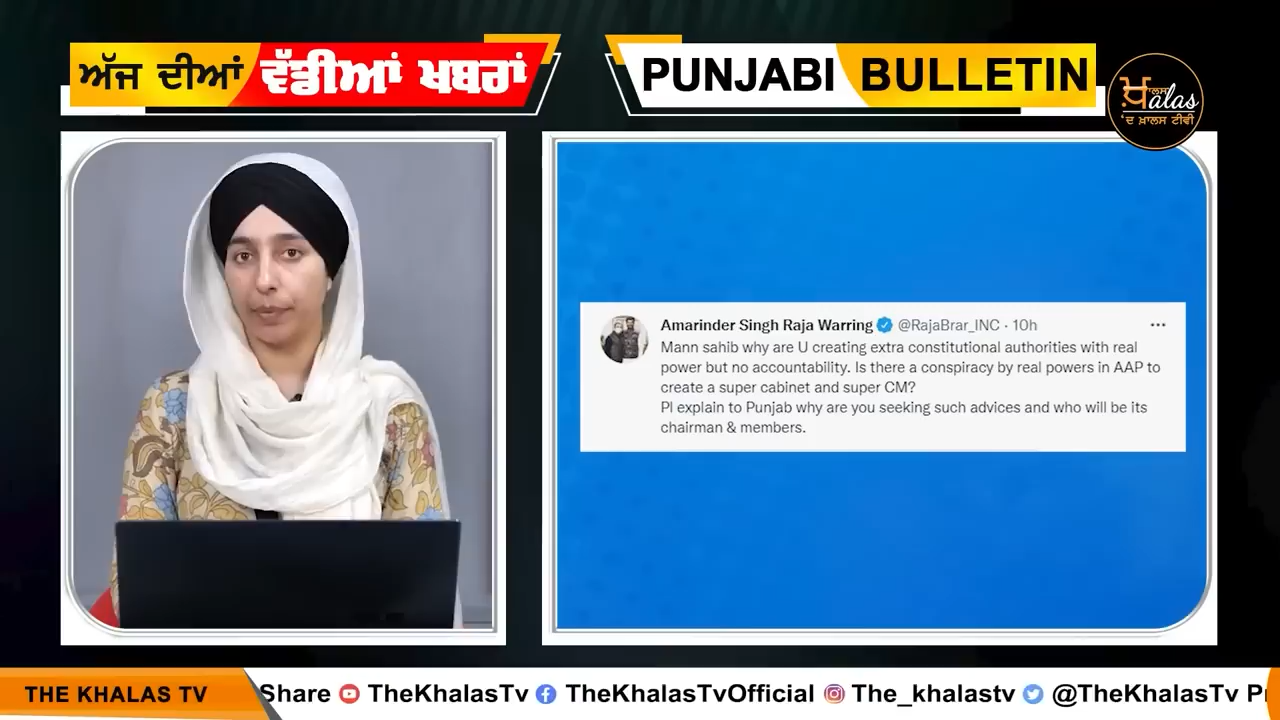 ਅੱਜ ਦੀਆਂ ਵੱਡੀਆਂ ਖਬਰਾਂ
PUNJABI BULLETIN
ਖ਼ਾਲਸ
alas
'ਦ ਖ਼ਾਲਸ ਟੀਵੀ
Amarinder Singh Raja Warring @RajaBrar_INC · 10h
Mann sahib why are U creating extra constitutional authorities with real
power but no accountability. Is there a conspiracy by real powers in AAP to
create a super cabinet and super CM?
Pl explain to Punjab why are you seeking such advices and who will be its
chairman & members.
THE KHALAS TV
Share TheKhalasTv TheKhalasTvOfficial The_khalastv @TheKhalasTv